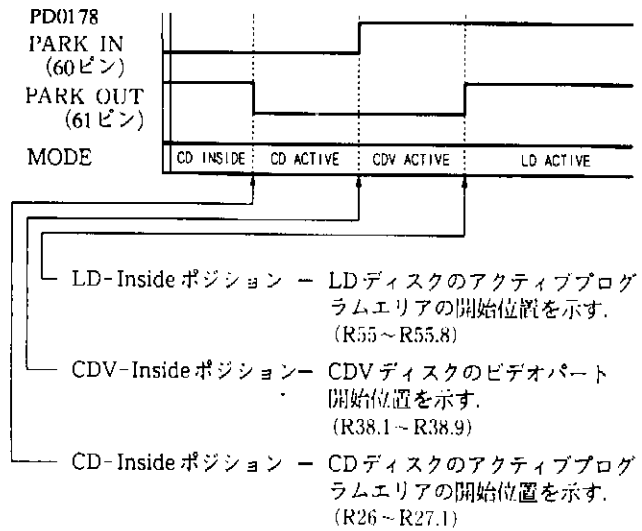 PD0178
PARK IN
(60ピン)
PARK OUT
(61ピン)
MODE
CD INSIDE CD ACTIVE CDV ACTIVE LD ACTIVE
LD-Insideポジション － LDディスクのアクティブプログ
ラムエリアの開始位置を示す.
(R55～R55.8)
CDV-Insideポジション－ CDVディスクのビデオパート
開始位置を示す.
(R38.1～R38.9)
CD-Insideポジション － CDディスクのアクティブプログ
ラムエリアの開始位置を示す.
(R26～R27.1)